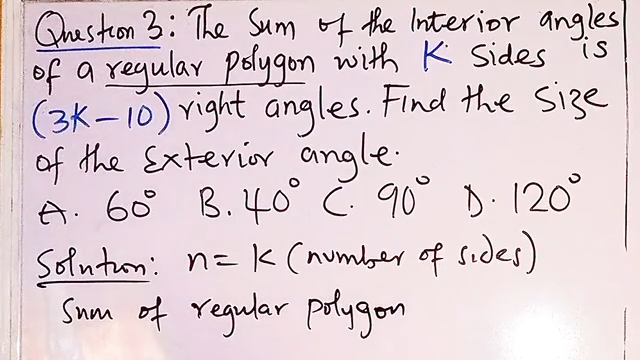 Question 3: The Sum of the Interior angles
of a regular polygon with K Sides is
(3K-10) right angles. Find the Size
of the Exterior angle.
A. 60° B. 40° C. 90° D. 120°
Solution: n = K (number of sides)
Sum of regular polygon